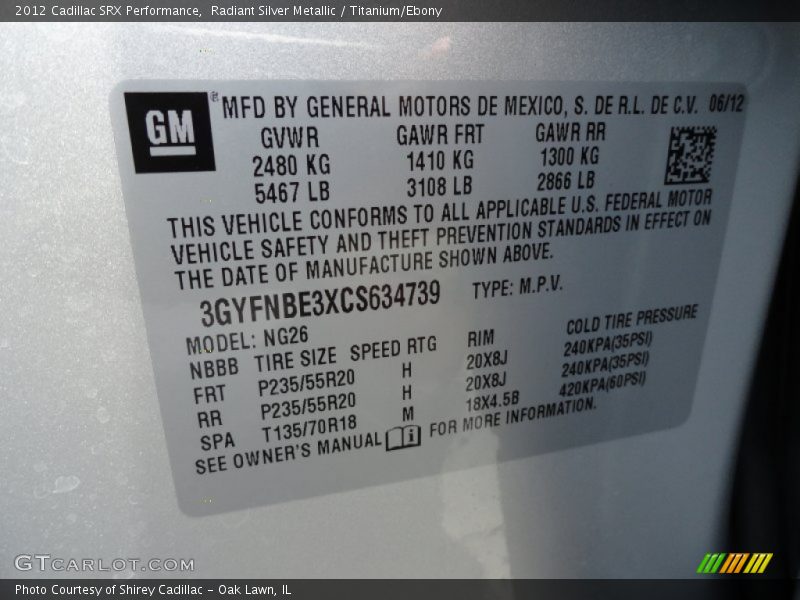 2012 Cadillac SRX Performance,  Radiant Silver Metallic / Titanium/Ebony
GM ® MFD BY GENERAL MOTORS DE MEXICO, S. DE R.L. DE C.V. 06/12
GVWR GAWR FRT GAWR RR
2480 KG 1410 KG 1300 KG
5467 LB 3108 LB 2866 LB
THIS VEHICLE CONFORMS TO ALL APPLICABLE U.S. FEDERAL MOTOR
VEHICLE SAFETY AND THEFT PREVENTION STANDARDS IN EFFECT ON
THE DATE OF MANUFACTURE SHOWN ABOVE.
3GYFNBE3XCS634739 TYPE: M.P.V.
MODEL: NG26
NBBB TIRE SIZE SPEED RTG RIM COLD TIRE PRESSURE
FRT P235/55R20 H 20X8J 240KPA(35PSI)
RR P235/55R20 H 20X8J 240KPA(35PSI)
SPA T135/70R18 M 18X4.5B 420KPA(60PSI)
SEE OWNER'S MANUAL i FOR MORE INFORMATION.
GTCARLOT.COM
Photo Courtesy of Shirey Cadillac - Oak Lawn, IL